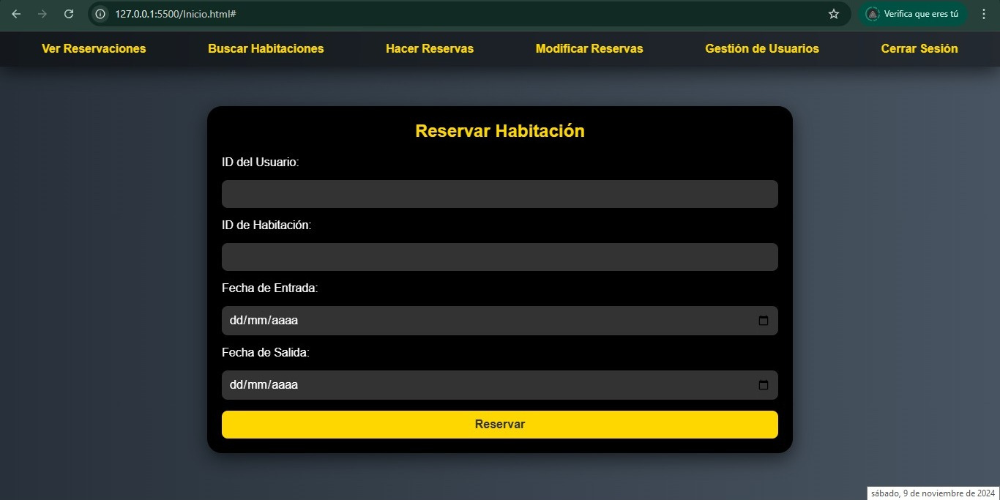 127.0.0.1:5500/Inicio.html#
Verifica que eres tú
Ver Reservaciones Buscar Habitaciones Hacer Reservas Modificar Reservas Gestión de Usuarios Cerrar Sesión
Reservar Habitación
ID del Usuario:
ID de Habitación:
Fecha de Entrada:
dd/mm/aaaa
Fecha de Salida:
dd/mm/aaaa
Reservar
sábado, 9 de noviembre de 2024